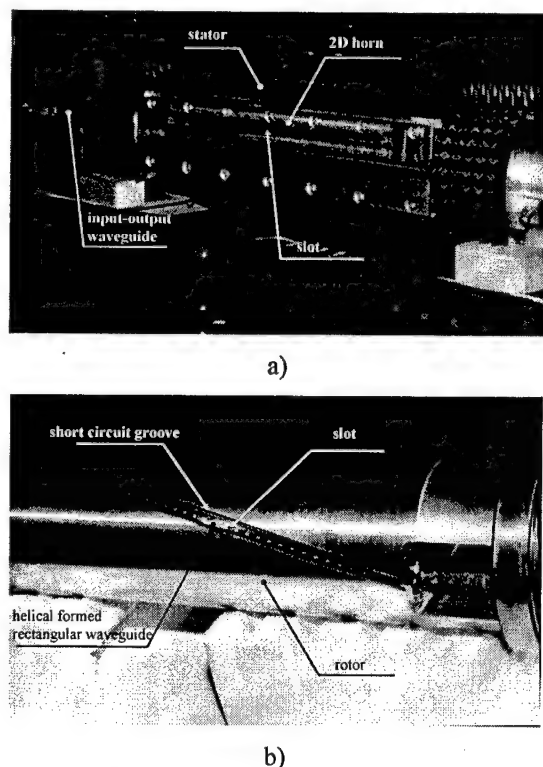 stator
2D horn
input-output
waveguide
slot
a)
short circuit groove
slot
helical formed
rectangular waveguide
rotor
b)